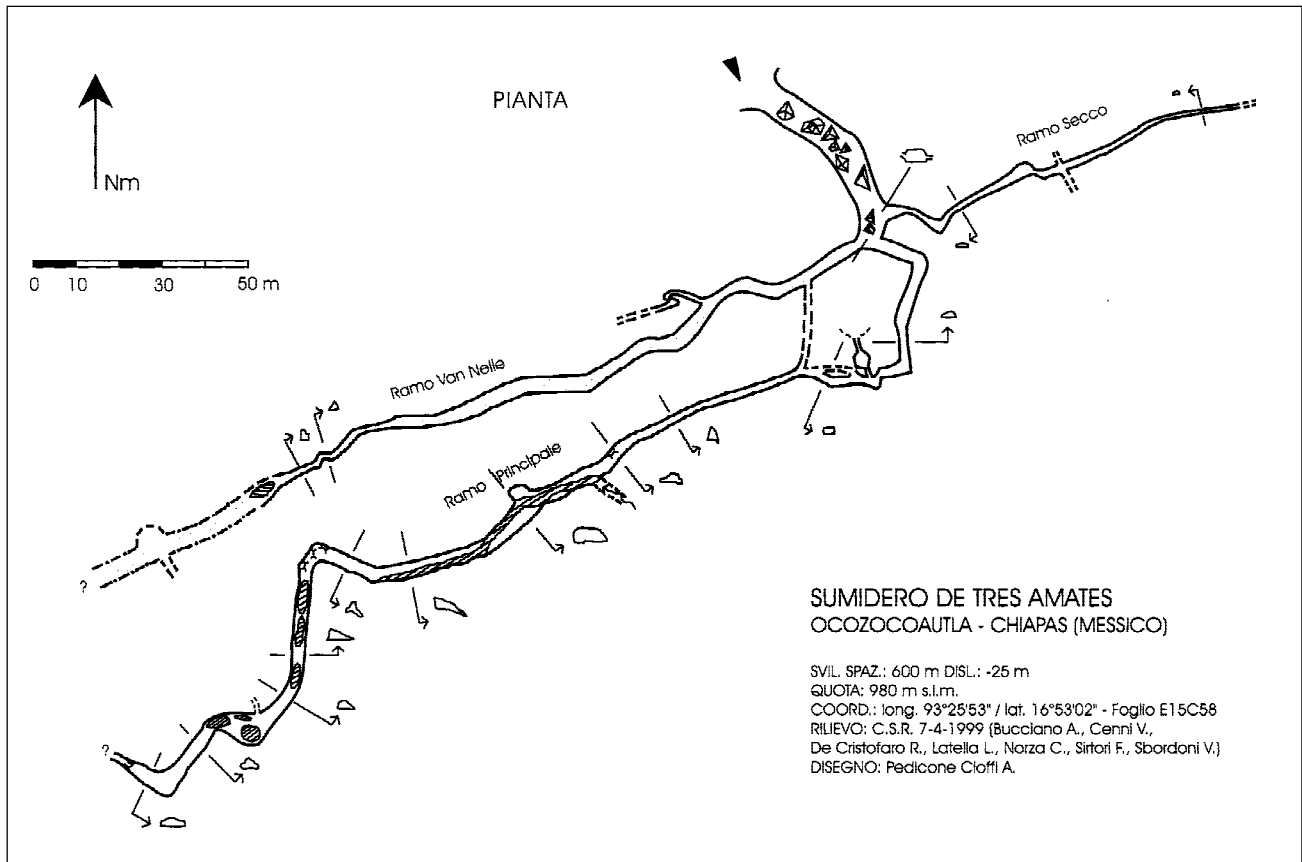 PIANTA
Nm
0 10 30 50 m
Ramo Secco
Ramo Van Nelle
Ramo Principale
?
?
SUMIDERO DE TRES AMATES
OCOZOCOAUTLA - CHIAPAS (MESSICO)
SVIL. SPAZ.: 600 m DISL.: -25 m
QUOTA: 980 m s.l.m.
COORD.: long. 93°25'53" / lat. 16°53'02" - Foglio E15C58
RILIEVO: C.S.R. 7-4-1999 (Bucciano A., Cenni V.,
De Cristofaro R., Latella L., Norza C., Sirtori F., Sbordoni V.)
DISEGNO: Pedicone Cioffi A.